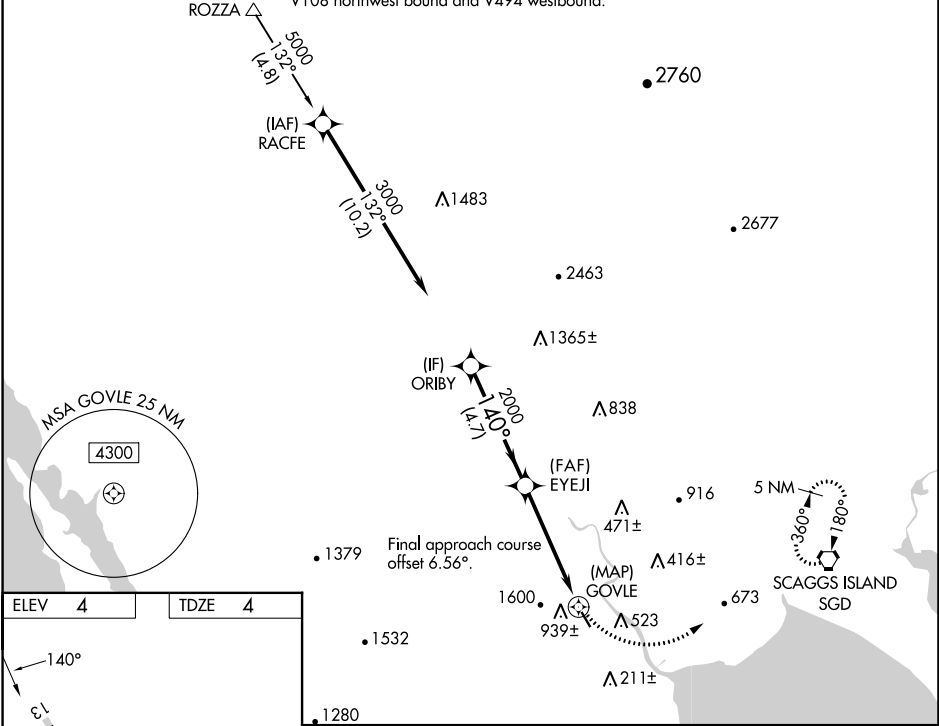 V108 northwest bound and V494 westbound.
ROZZA
5000
132°
(4.8)
2760
(IAF)
RACFE
3000
132°
(10.2)
1483
2677
2463
1365±
(IF)
ORIBY
2000
140°
(4.7)
838
MSA GOVLE 25 NM
4300
(FAF)
EYEJI
916
5 NM
360°
180°
471±
Final approach course
offset 6.56°.
1379
416±
(MAP)
GOVLE
SCAGGS ISLAND
SGD
1600
673
939±
523
ELEV 4
TDZE 4
1532
140°
211±
13
1280